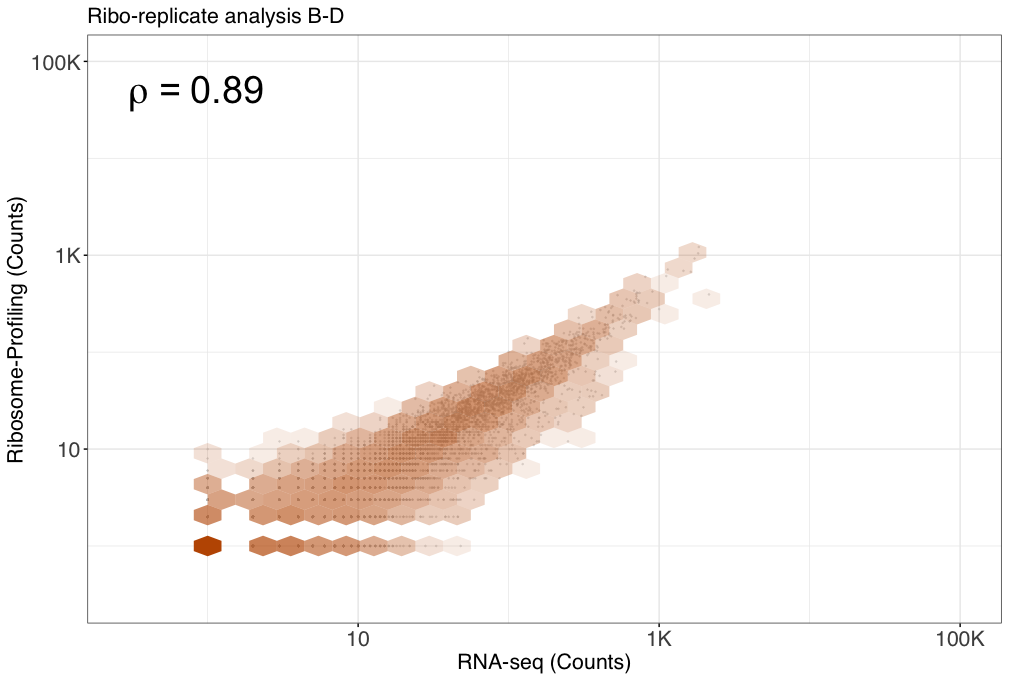 Ribo-replicate analysis B-D
100K
ρ = 0.89
1K
Ribosome-Profiling (Counts)
10
10
1K
100K
RNA-seq (Counts)